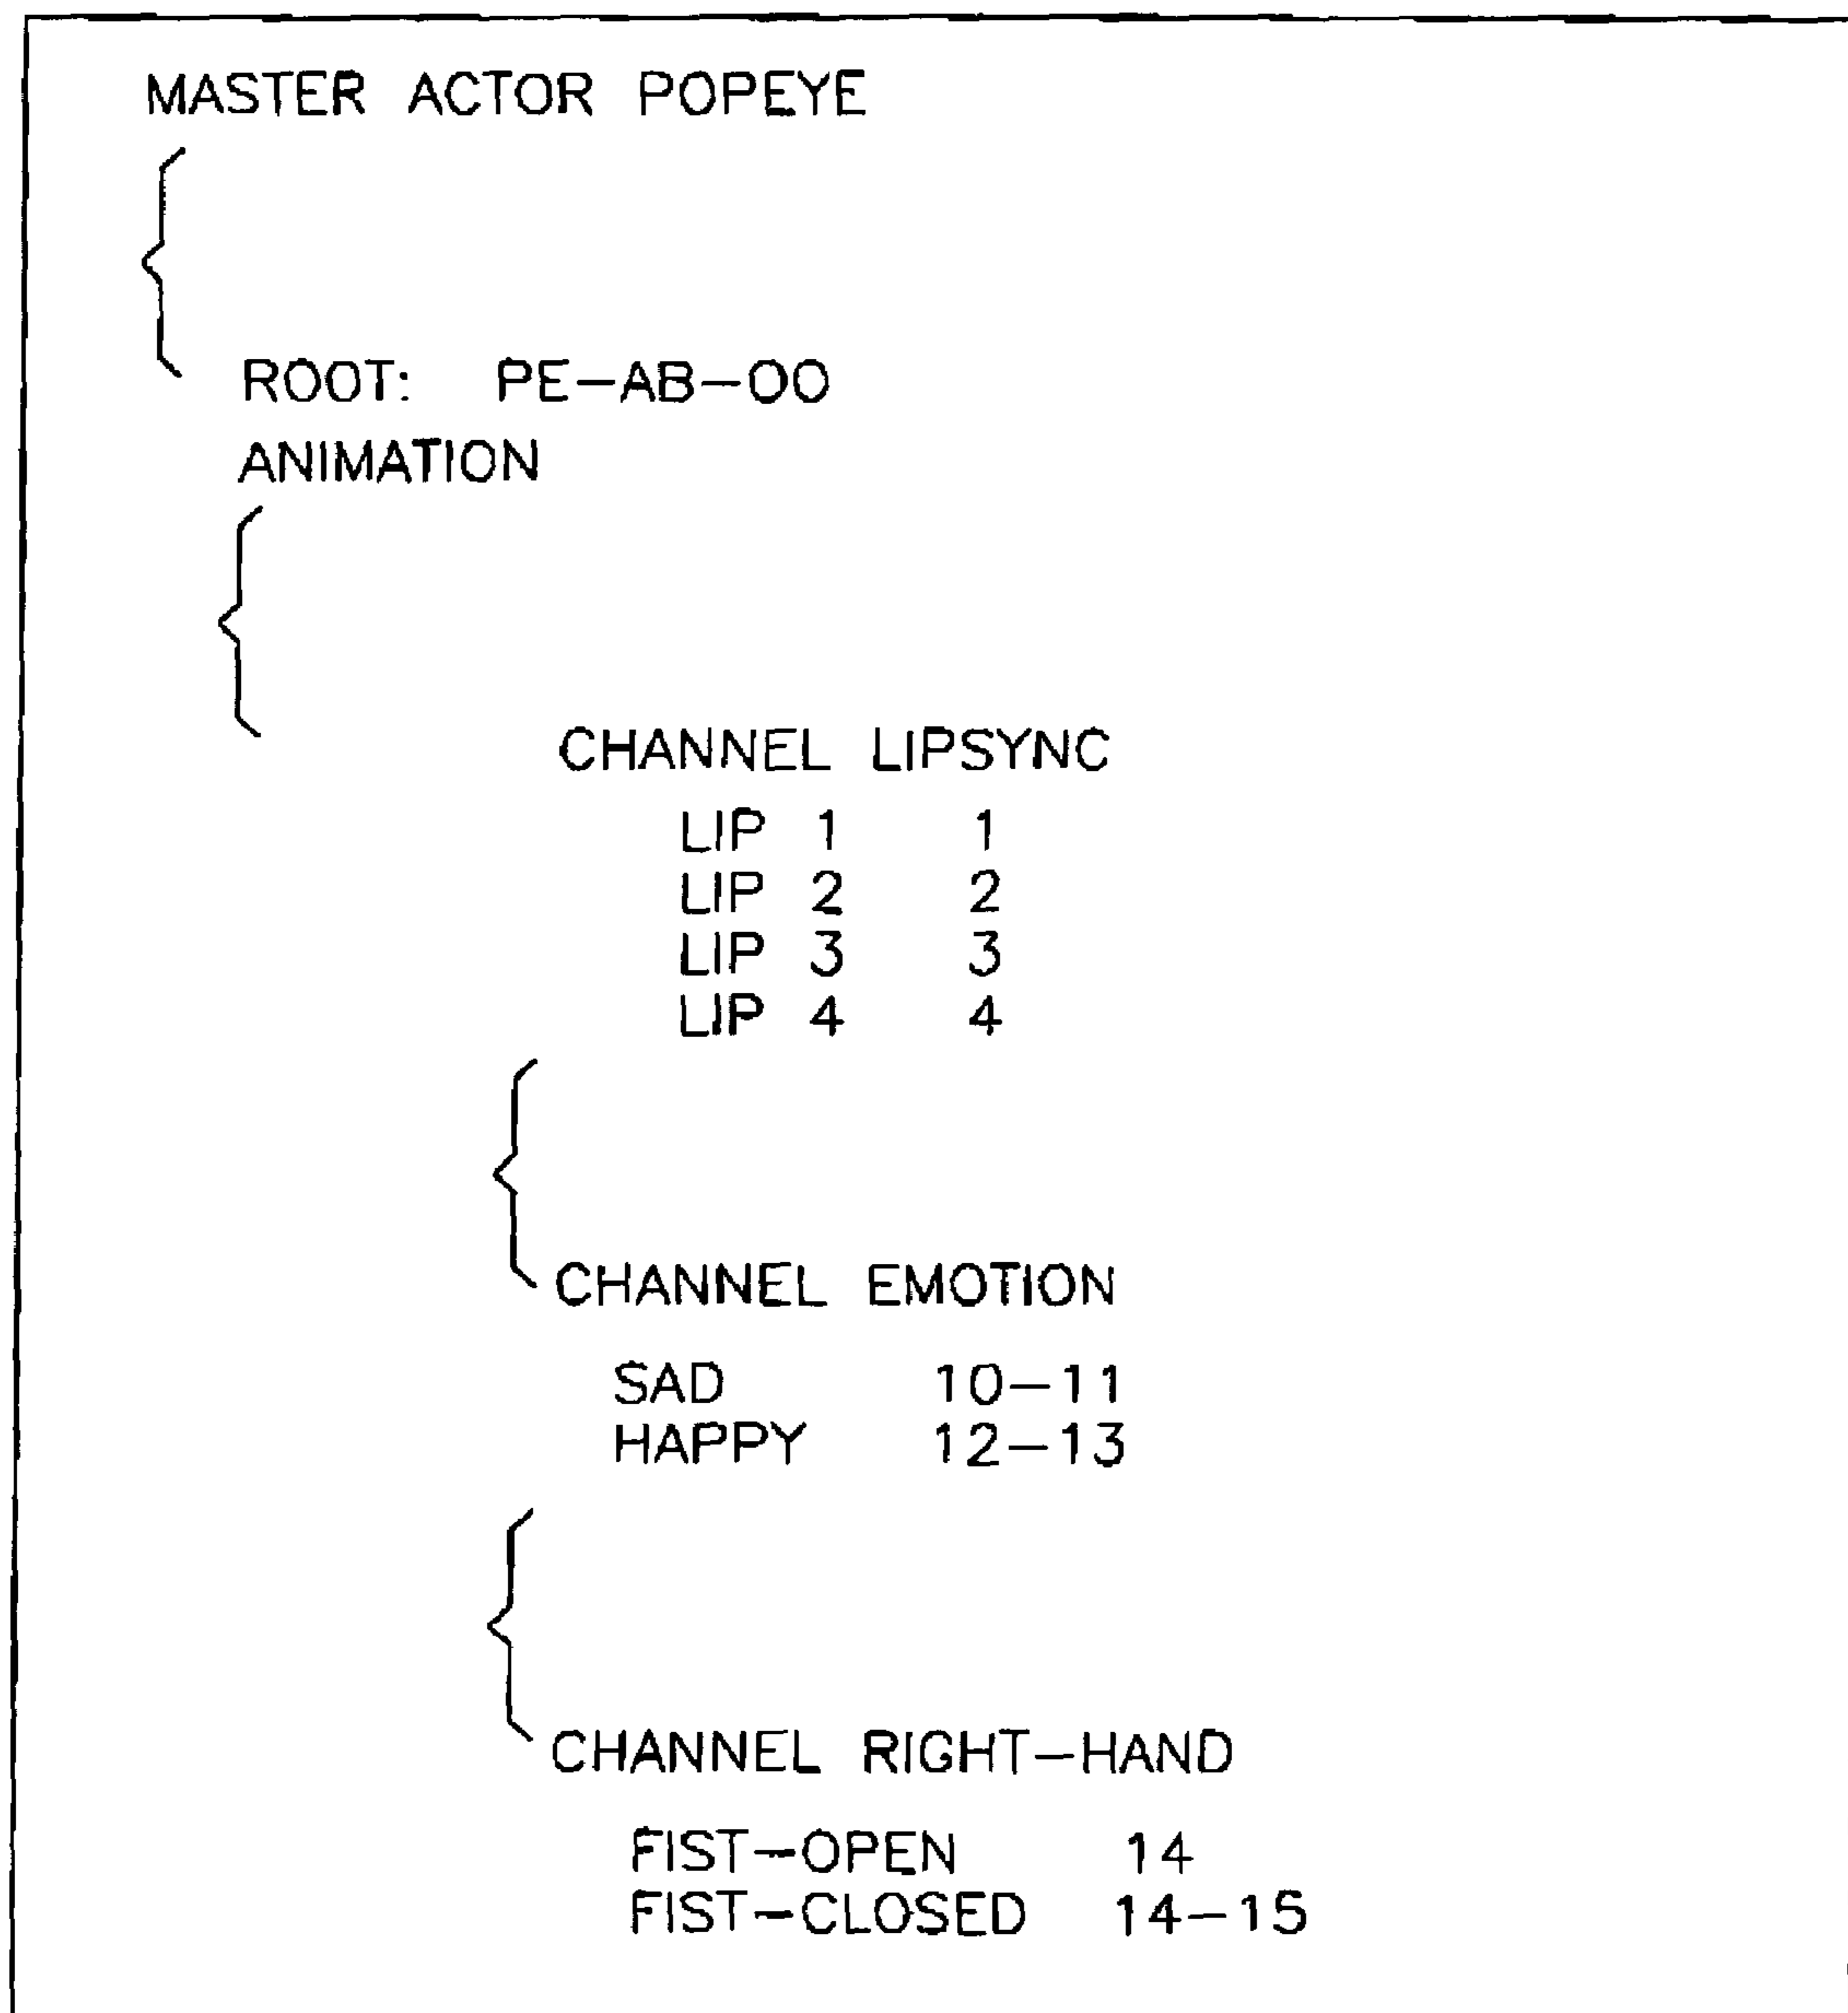 MASTER ACTOR POPEYE
{
ROOT: PE-AB-00
ANIMATION
{
CHANNEL LIPSYNC
LIP 1 1
LIP 2 2
LIP 3 3
LIP 4 4
{
CHANNEL EMOTION
SAD 10-11
HAPPY 12-13
{
CHANNEL RIGHT-HAND
FIST-OPEN 14
FIST-CLOSED 14-15